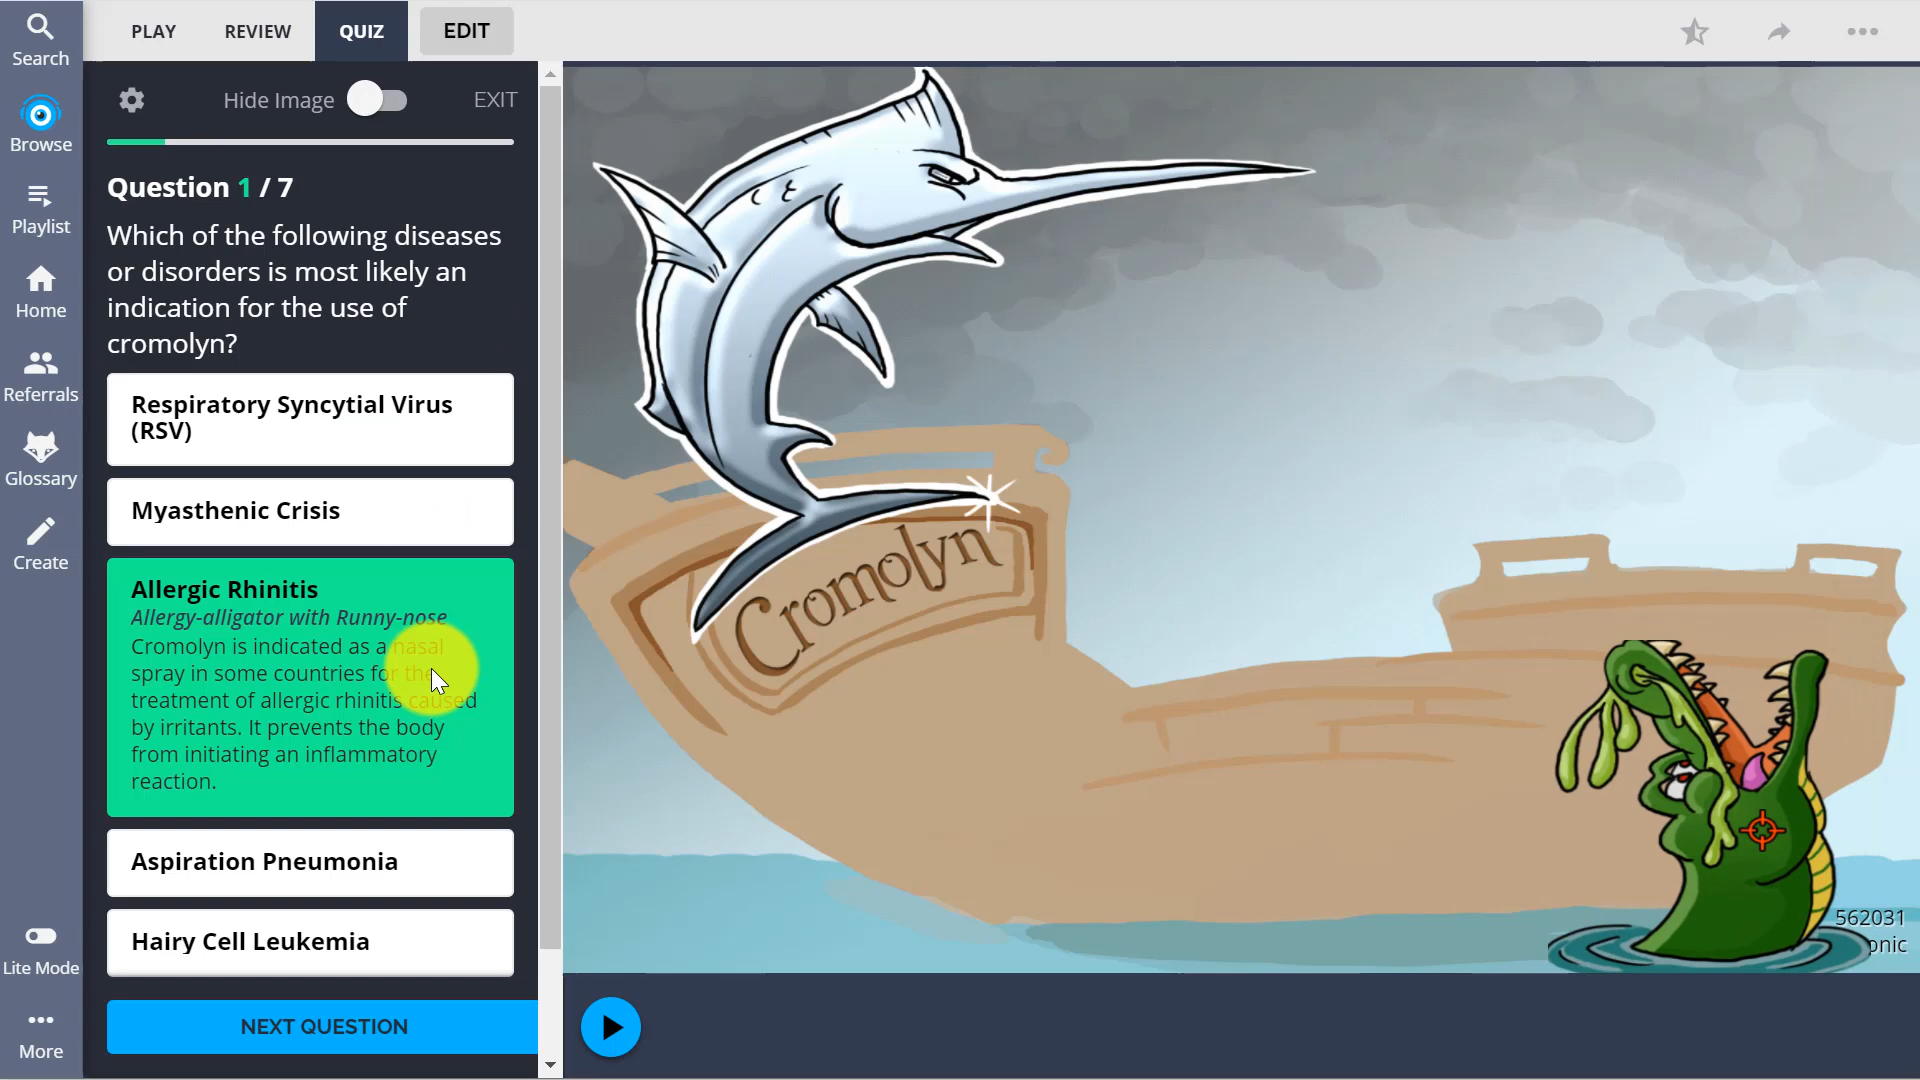 Search
Browse
Playlist
Home
Referrals
Glossary
Create
Lite Mode
More
PLAY
REVIEW
QUIZ
EDIT
Hide Image
EXIT
Question 1 / 7
Which of the following diseases
or disorders is most likely an
indication for the use of
cromolyn?
Respiratory Syncytial Virus
(RSV)
Myasthenic Crisis
Allergic Rhinitis
Allergy-alligator with Runny-nose
Cromolyn is indicated as a nasal
spray in some countries for the
treatment of allergic rhinitis caused
by irritants. It prevents the body
from initiating an inflammatory
reaction.
Aspiration Pneumonia
Hairy Cell Leukemia
NEXT QUESTION
Cromolyn
562031